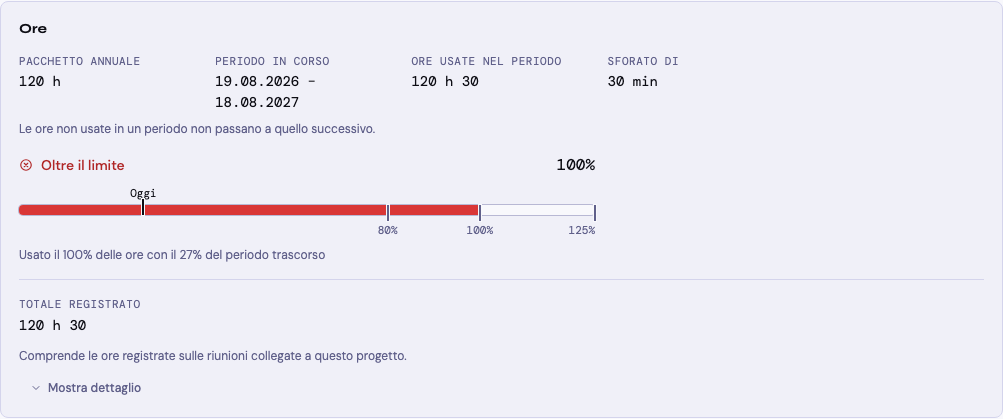 Ore
PACCHETTO ANNUALE
120 h
PERIODO IN CORSO
19.08.2026 –
18.08.2027
ORE USATE NEL PERIODO
120 h 30
SFORATO DI
30 min
Le ore non usate in un periodo non passano a quello successivo.
Oltre il limite
100%
Oggi
80%
100%
125%
Usato il 100% delle ore con il 27% del periodo trascorso
TOTALE REGISTRATO
120 h 30
Comprende le ore registrate sulle riunioni collegate a questo progetto.
Mostra dettaglio